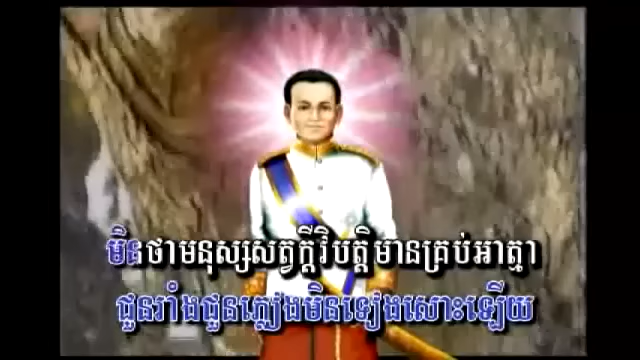 មិនថាមនុស្សសត្វក្ដីវិបត្តិមានគ្រប់អាត្មា
ជួនរាំងជួនភ្លៀងមិនទៀងសោះឡើយ